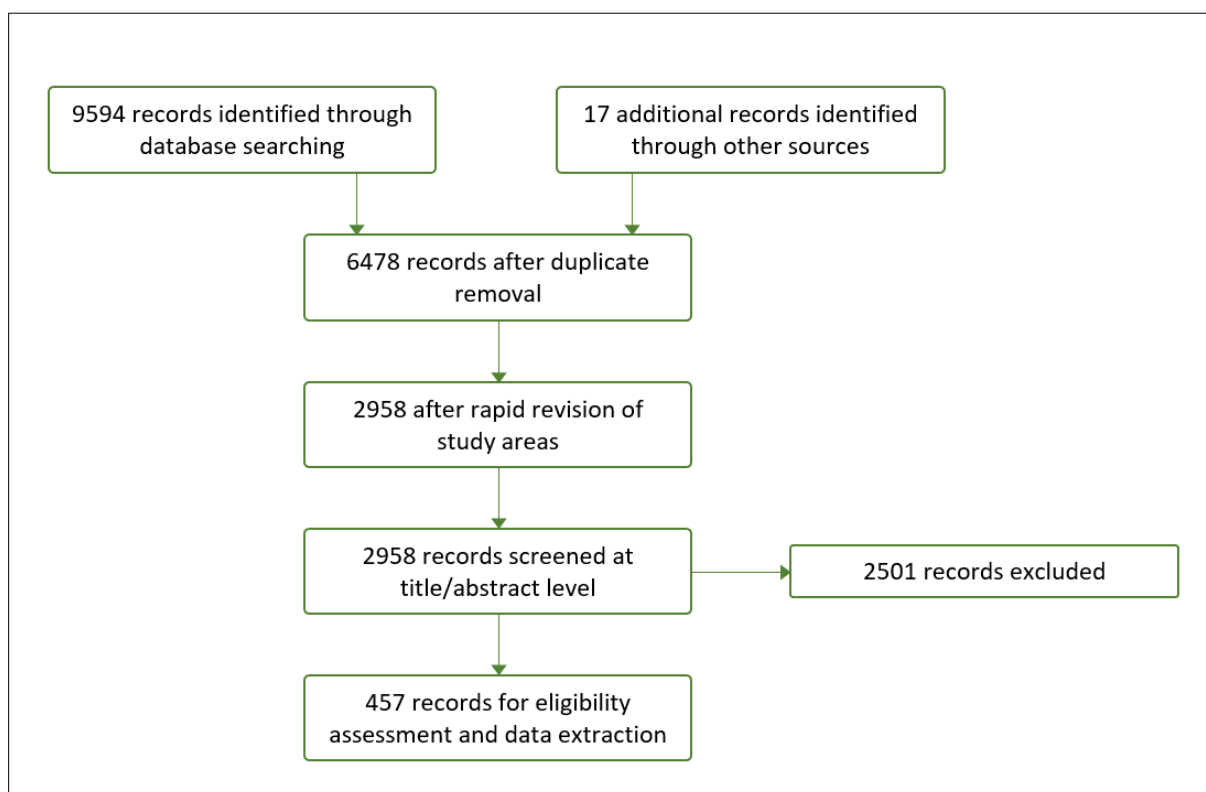 9594 records identified through
database searching
17 additional records identified
through other sources
6478 records after duplicate
removal
2958 after rapid revision of
study areas
2958 records screened at
title/abstract level
2501 records excluded
457 records for eligibility
assessment and data extraction